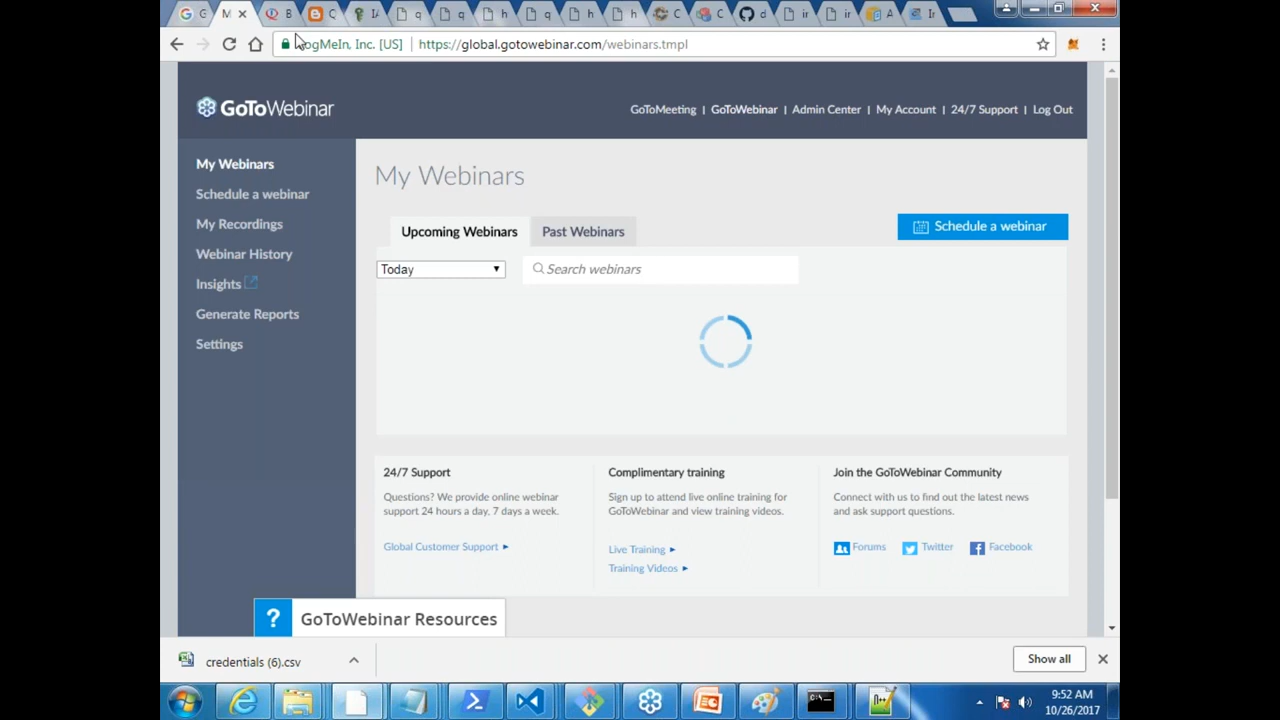 G M B C IA q q h q h h C C d ir ir A Ir
LogMeIn, Inc. [US] https://global.gotowebinar.com/webinars.tmpl
GoToWebinar
GoToMeeting | GoToWebinar | Admin Center | My Account | 24/7 Support | Log Out
My Webinars
Schedule a webinar
My Recordings
Webinar History
Insights
Generate Reports
Settings
My Webinars
Upcoming Webinars Past Webinars
Schedule a webinar
Today Search webinars
24/7 Support
Questions? We provide online webinar
support 24 hours a day, 7 days a week.
Global Customer Support
Complimentary training
Sign up to attend live online training for
GoToWebinar and view training videos.
Live Training
Training Videos
Join the GoToWebinar Community
Connect with us to find out the latest news
and ask support questions.
Forums Twitter Facebook
? GoToWebinar Resources
credentials (6).csv
Show all
9:52 AM
10/26/2017